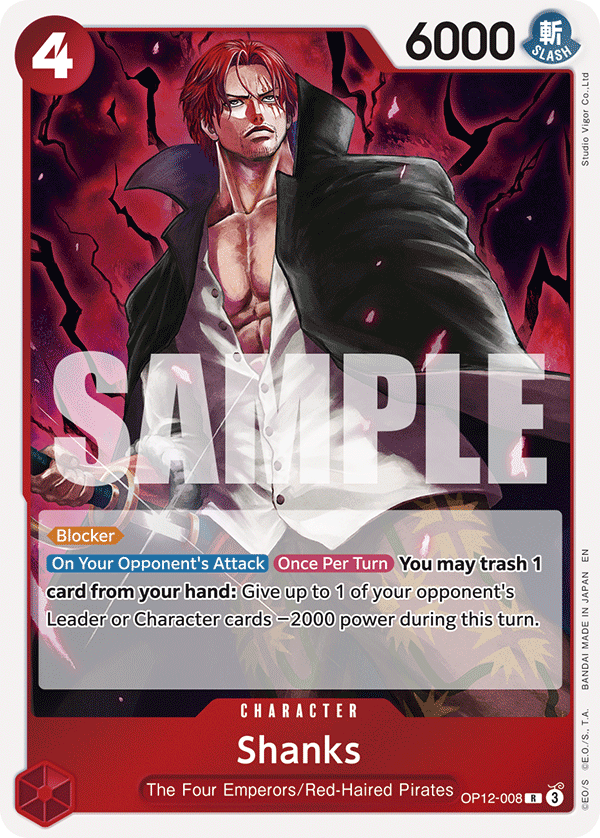 4
6000
斬
SLASH
Studio Vigor Co.,Ltd
SAMPLE
Blocker
On Your Opponent's Attack Once Per Turn You may trash 1
card from your hand: Give up to 1 of your opponent's
Leader or Character cards −2000 power during this turn.
©EO/S ©E.O./S., T.A. BANDAI MADE IN JAPAN EN
CHARACTER
Shanks
The Four Emperors/Red-Haired Pirates
OP12-008 R 3